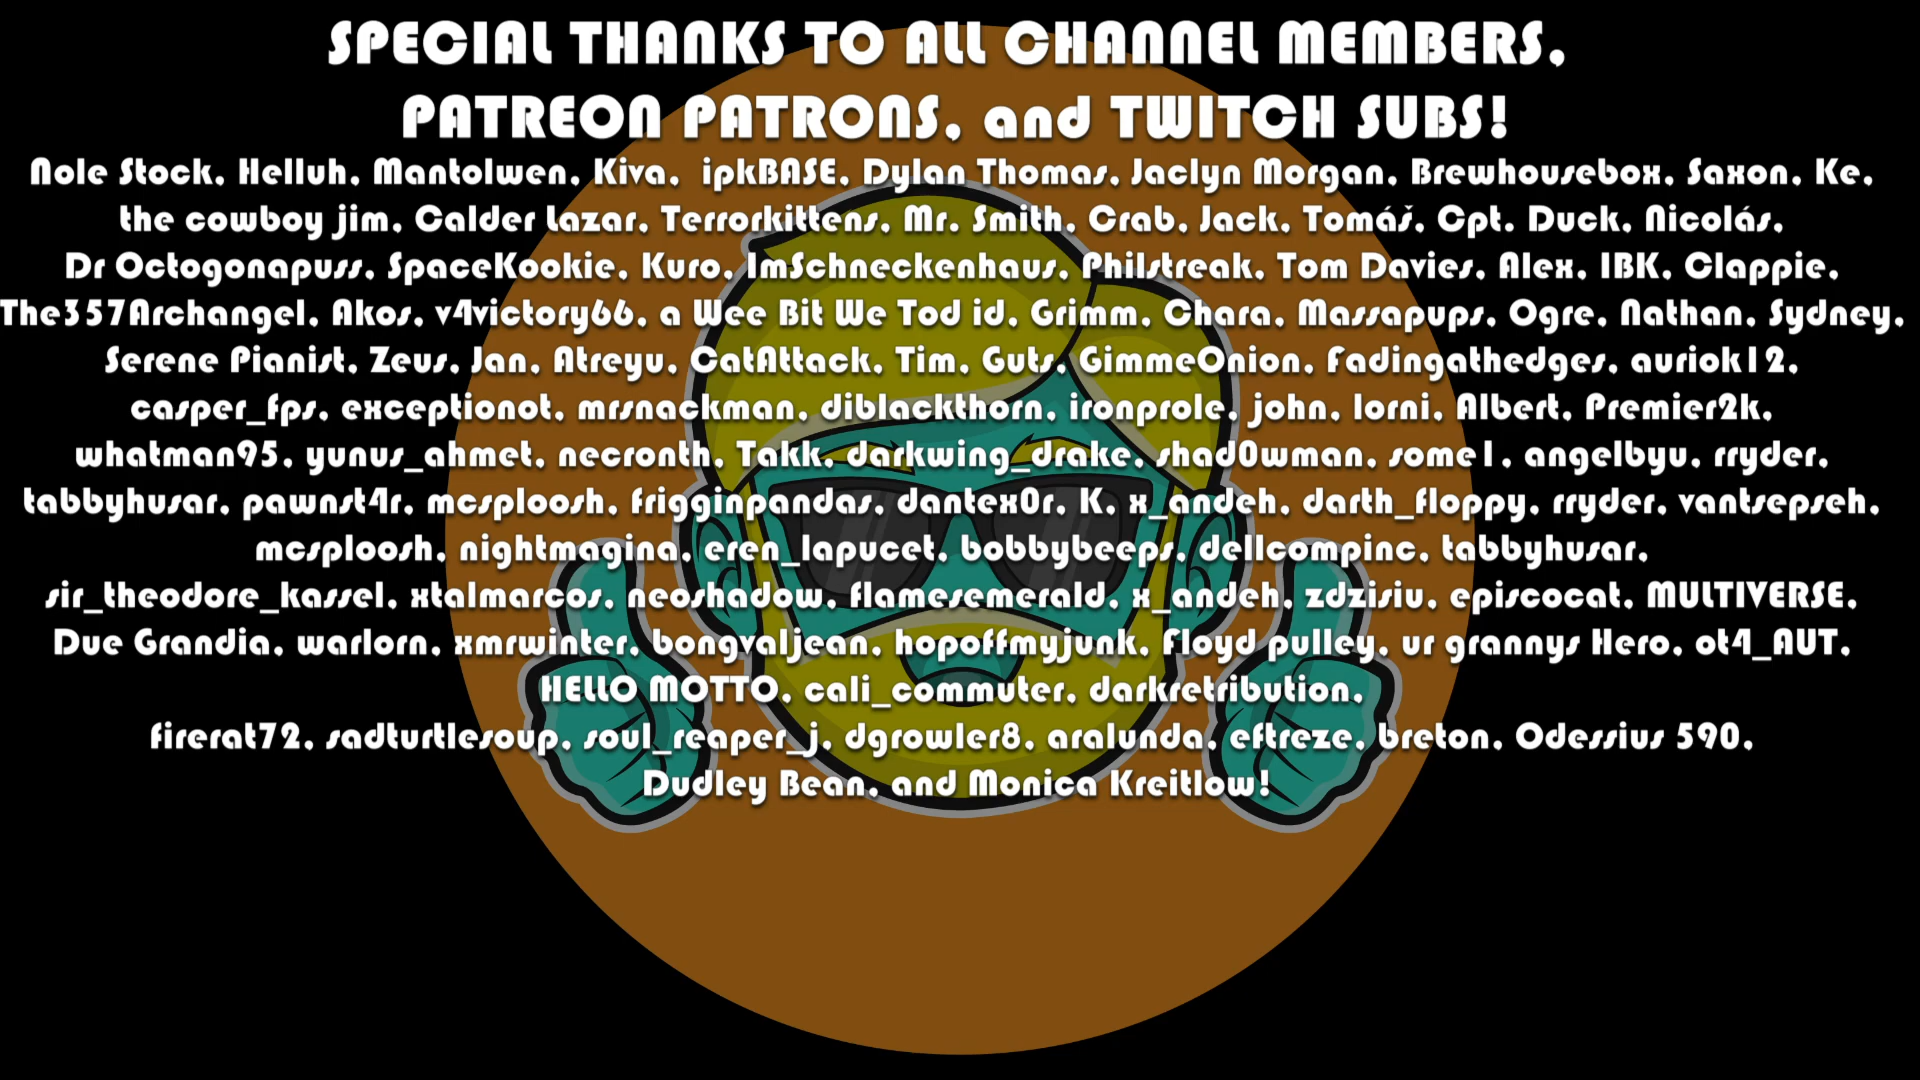 SPECIAL THANKS TO ALL CHANNEL MEMBERS,
PATREON PATRONS, and TWITCH SUBS!
Nole Stock, Helluh, Mantolwen, Kiva,  ipkBASE, Dylan Thomas, Jaclyn Morgan, Brewhousebox, Saxon, Ke,
the cowboy jim, Calder Lazar, Terrorkittens, Mr. Smith, Crab, Jack, Tomáš, Cpt. Duck, Nicolás,
Dr Octogonapuss, SpaceKookie, Kuro, ImSchneckenhaus, Philstreak, Tom Davies, Alex, IBK, Clappie,
The357Archangel, Akos, v4victory66, a Wee Bit We Tod id, Grimm, Chara, Massapups, Ogre, Nathan, Sydney,
Serene Pianist, Zeus, Jan, Atreyu, CatAttack, Tim, Guts, GimmeOnion, Fadingathedges, auriok12,
casper_fps, exceptionot, mrsnackman, diblackthorn, ironprole, john, lorni, Albert, Premier2k,
whatman95, yunus_ahmet, necronth, Takk, darkwing_drake, shad0wman, some1, angelbyu, rryder,
tabbyhusar, pawnst4r, mcsploosh, frigginpandas, dantex0r, K, x_andeh, darth_floppy, rryder, vantsepseh,
mcsploosh, nightmagina, eren_lapucet, bobbybeeps, dellcompinc, tabbyhusar,
sir_theodore_kassel, xtalmarcos, neoshadow, flamesemerald, x_andeh, zdzisiu, episcocat, MULTIVERSE,
Due Grandia, warlorn, xmrwinter, bongvaljean, hopoffmyjunk, Floyd pulley, ur grannys Hero, ot4_AUT,
HELLO MOTTO, cali_commuter, darkretribution,
firerat72, sadturtlesoup, soul_reaper_j, dgrowler8, aralunda, eftreze, breton, Odessius 590,
Dudley Bean, and Monica Kreitlow!